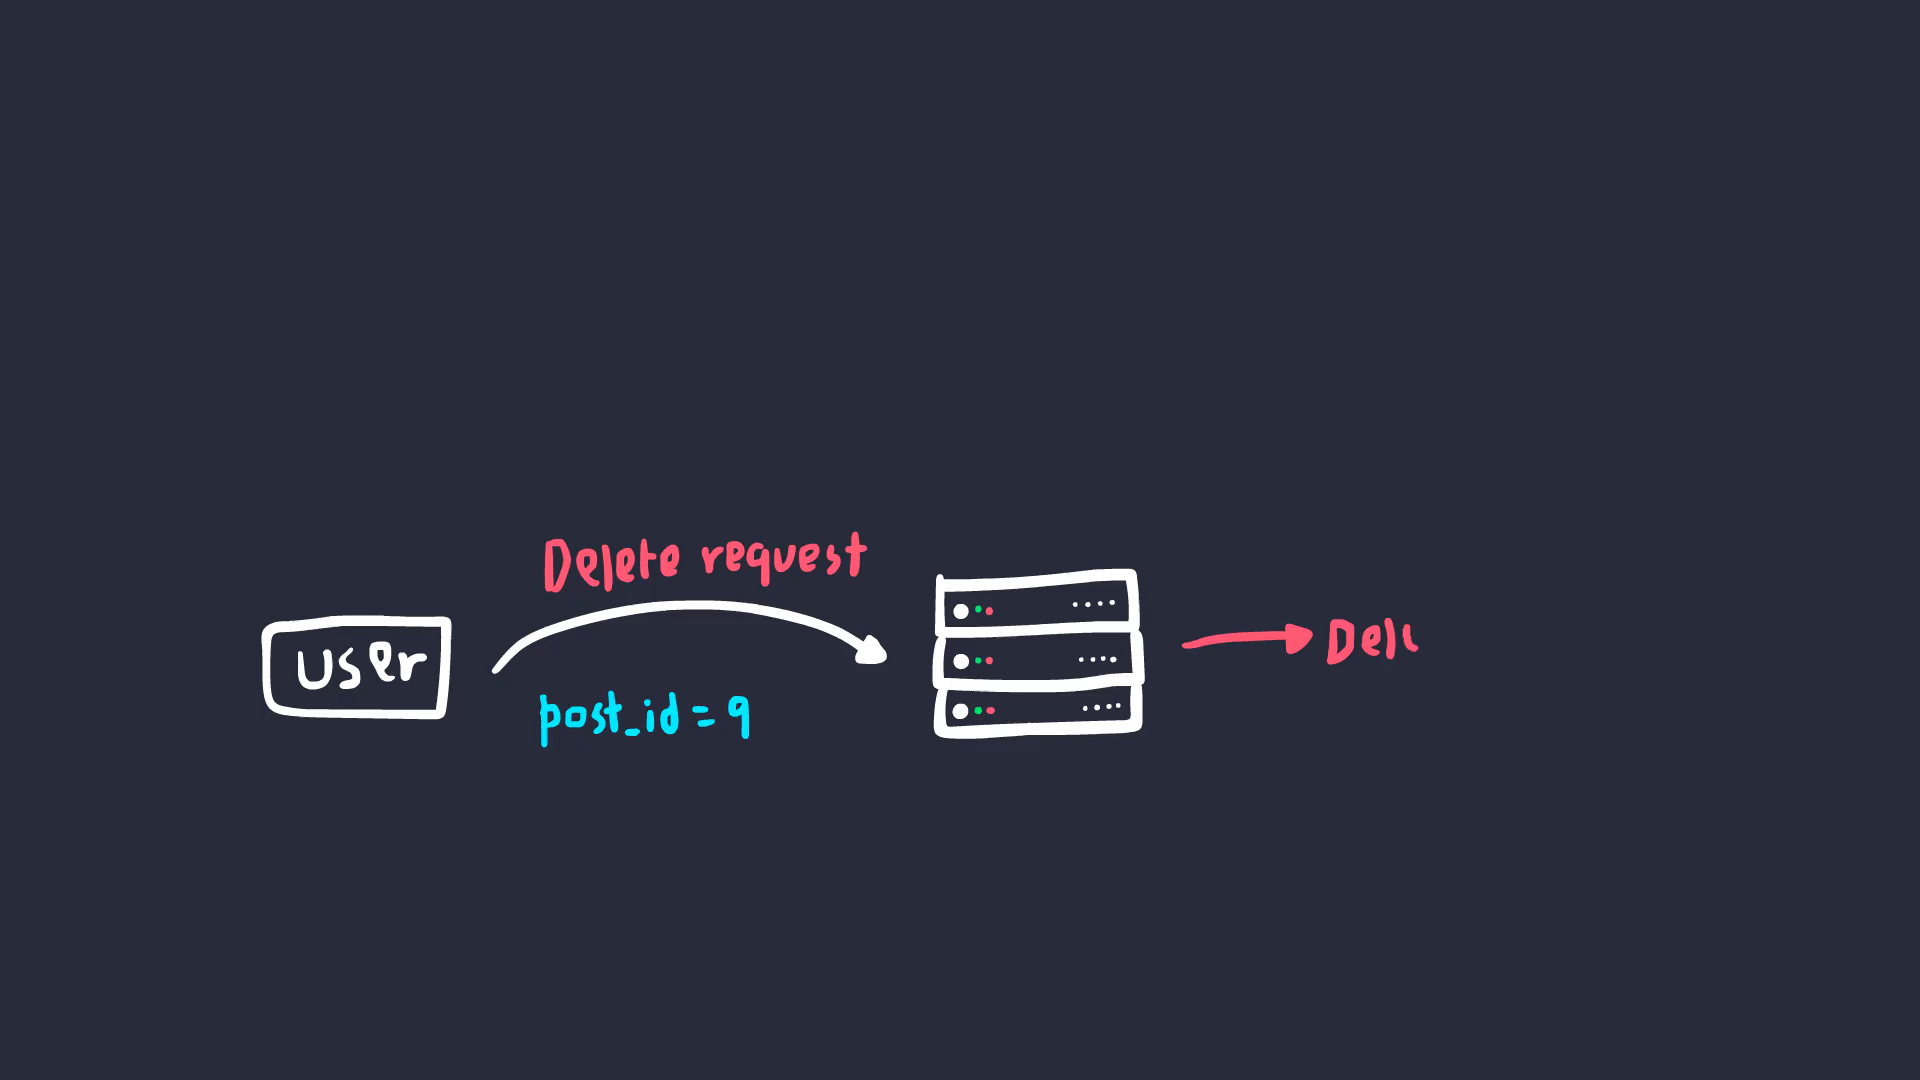 Delete request
user
post_id = 9